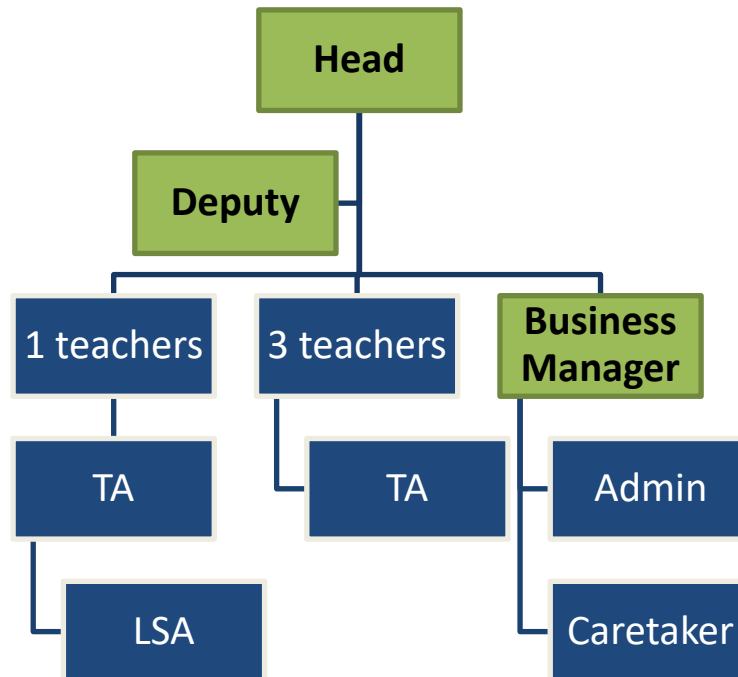 Head
Deputy
1 teachers
3 teachers
Business
Manager
TA
TA
Admin
LSA
Caretaker